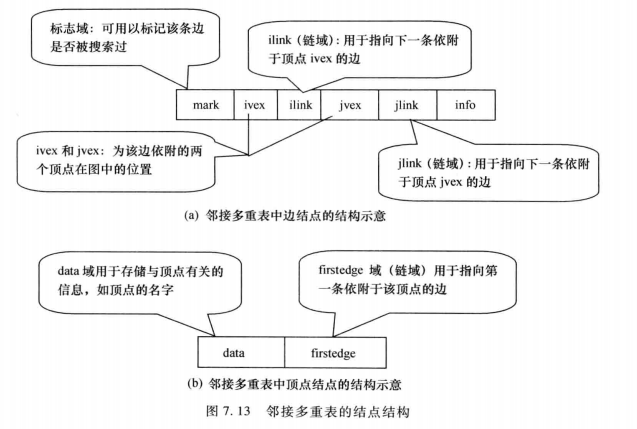 标志域：可用以标记该条边
是否被搜索过
ilink（链域）：用于指向下一条依附
于顶点 ivex 的边
mark ivex ilink jvex jlink info
ivex 和 jvex：为该边依附的两
个顶点在图中的位置
jlink（链域）：用于指向下一条依附
于顶点 jvex 的边
(a) 邻接多重表中边结点的结构示意
data 域用于存储与顶点有关的
信息，如顶点的名字
firstedge 域（链域）用于指向第
一条依附于该顶点的边
data firstedge
(b) 邻接多重表中顶点结点的结构示意
图 7.13 邻接多重表的结点结构